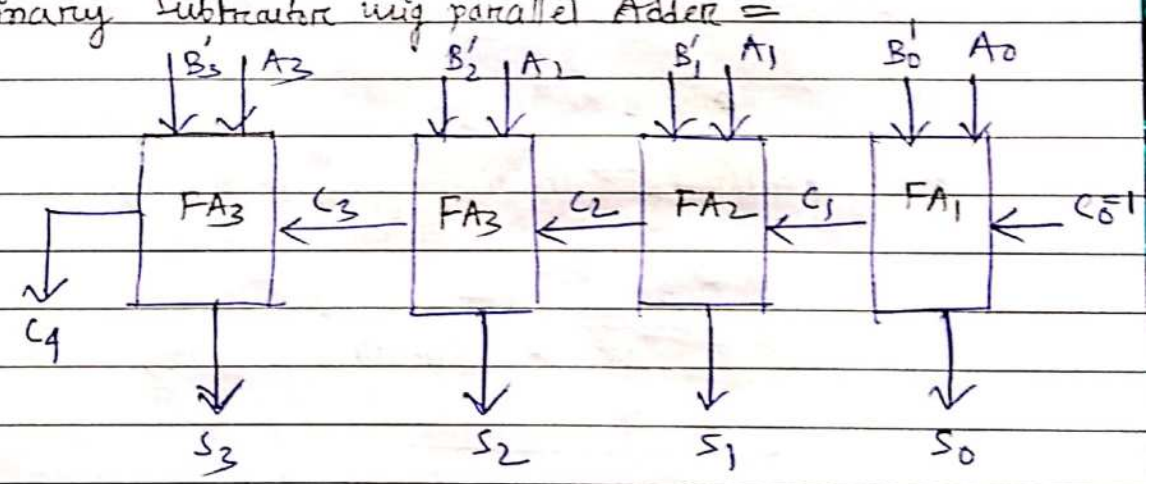 nary Subtractor using parallel Adder =
B'3 A3 B'2 A2 B'1 A1 B'0 A0
FA3 C3 FA3 C2 FA2 C1 FA1 C0=1
C4
S3 S2 S1 S0